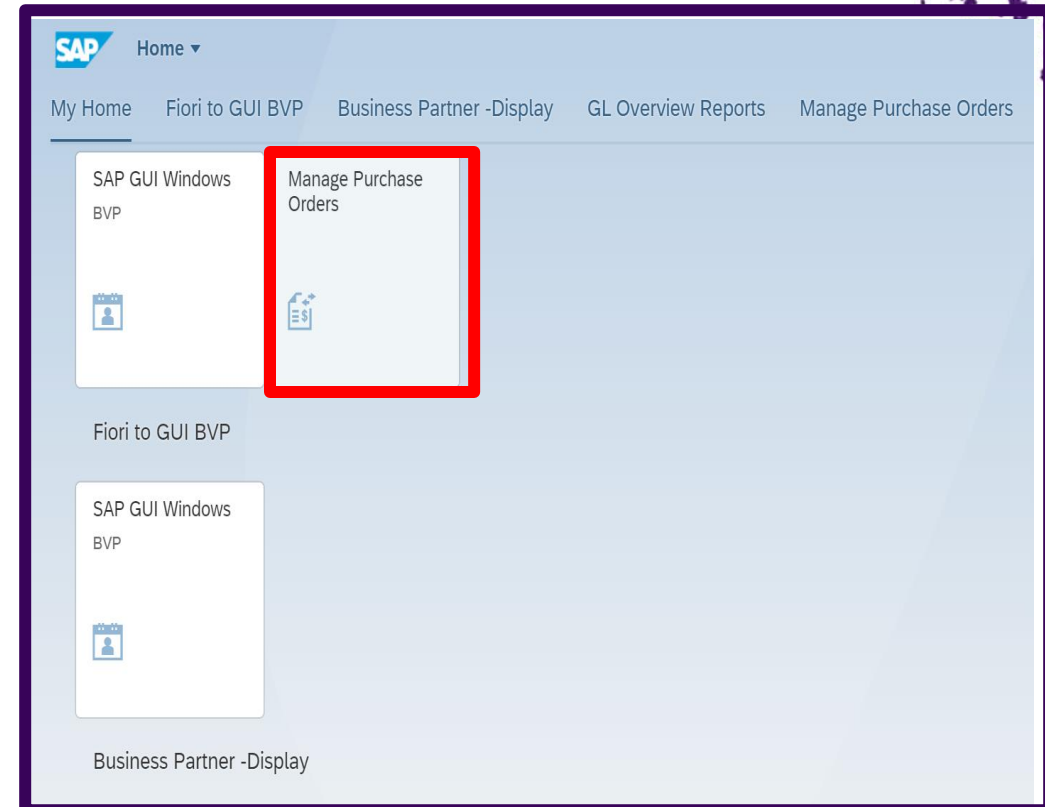 SAP Home ▾
My Home Fiori to GUI BVP Business Partner -Display GL Overview Reports Manage Purchase Orders
SAP GUI Windows
BVP
Manage Purchase
Orders
Fiori to GUI BVP
SAP GUI Windows
BVP
Business Partner -Display